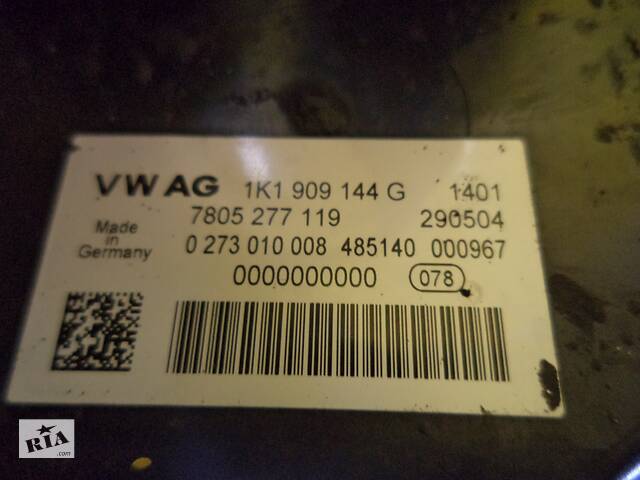 VW AG 1K1 909 144 G 1401
7805 277 119 290504
Made in Germany
0 273 010 008 485140 000967
0000000000 078
RIA.com